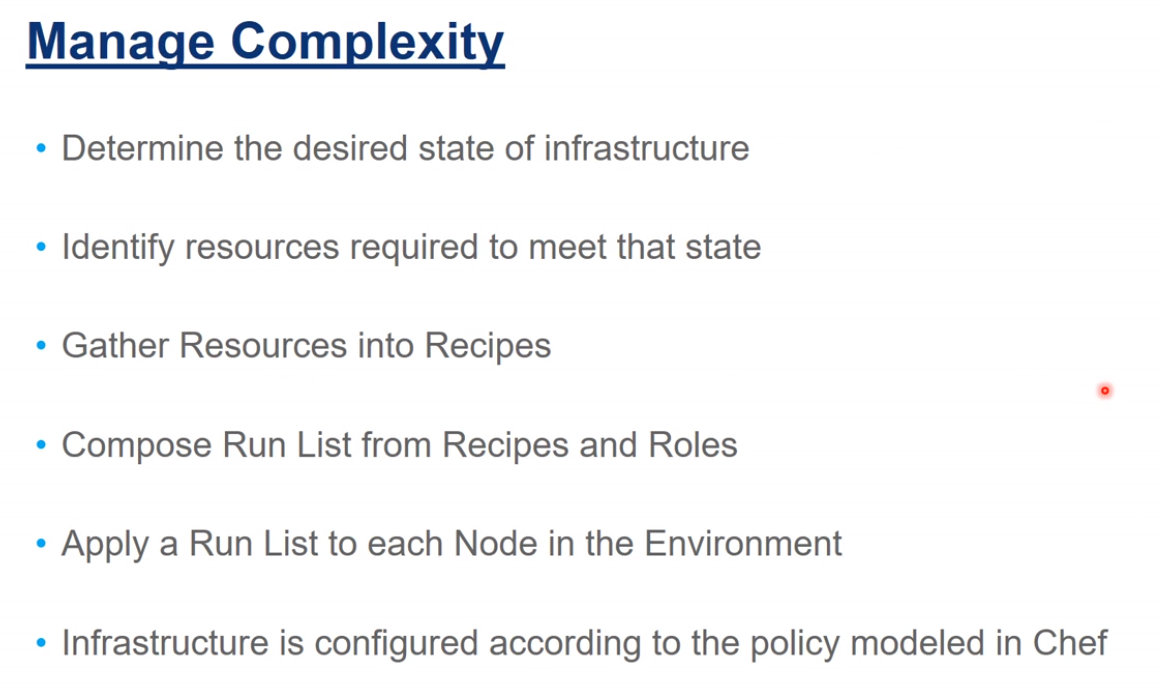 Manage Complexity
• Determine the desired state of infrastructure
• Identify resources required to meet that state
• Gather Resources into Recipes
• Compose Run List from Recipes and Roles
• Apply a Run List to each Node in the Environment
• Infrastructure is configured according to the policy modeled in Chef